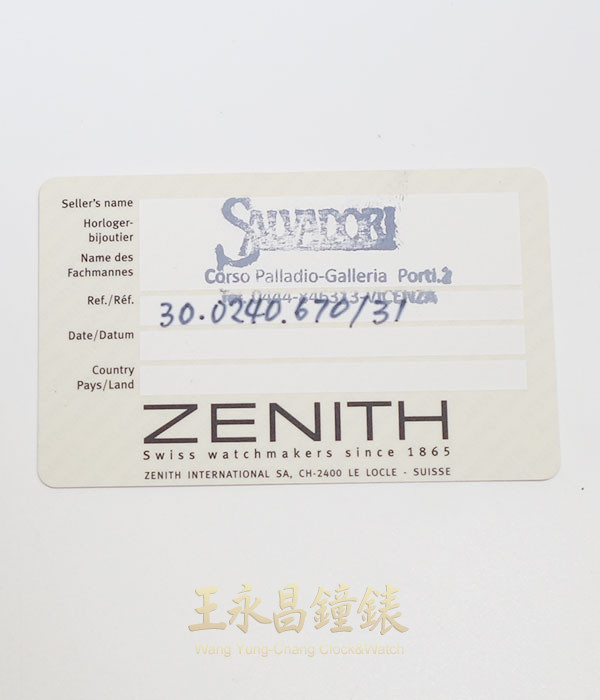 Seller's name
Horloger-
bijoutier
Name des
Fachmannes
SALVADORI
Corso Palladio-Galleria Porti.2
VICENZA
Ref./Réf.
30.0240.670/31
Date/Datum
Country
Pays/Land
ZENITH
Swiss watchmakers since 1865
ZENITH INTERNATIONAL SA, CH-2400 LE LOCLE - SUISSE
王永昌鐘錶
Wang Yung-Chang Clock&Watch